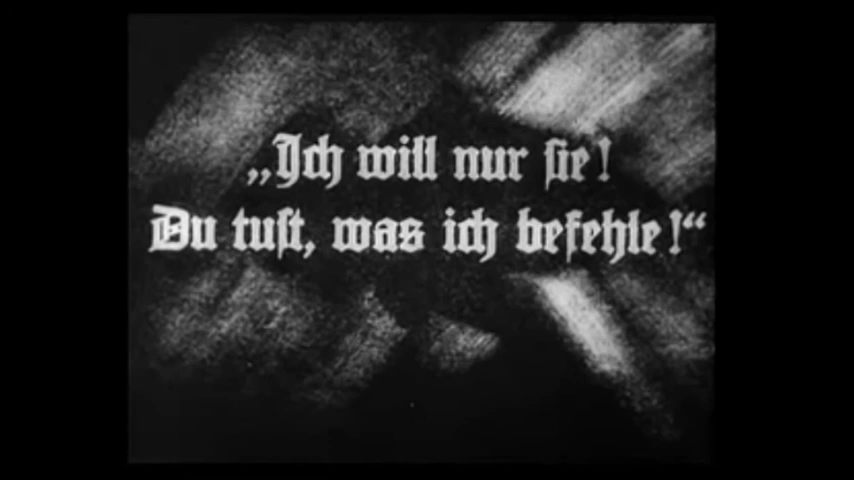 „Ich will nur sie!
Du tuſt, was ich befehle!“